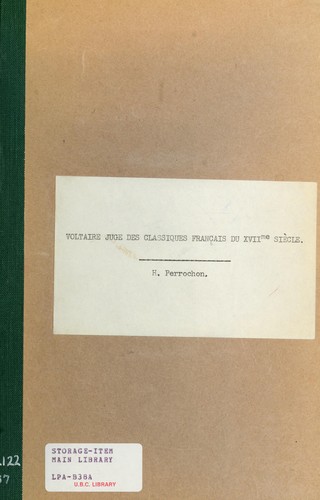 VOLTAIRE JUGE DES CLASSIQUES FRANÇAIS DU XVIIme SIÈCLE.
H. Perrochon.
STORAGE-ITEM
MAIN LIBRARY
LPA-B38A
U.B.C. LIBRARY